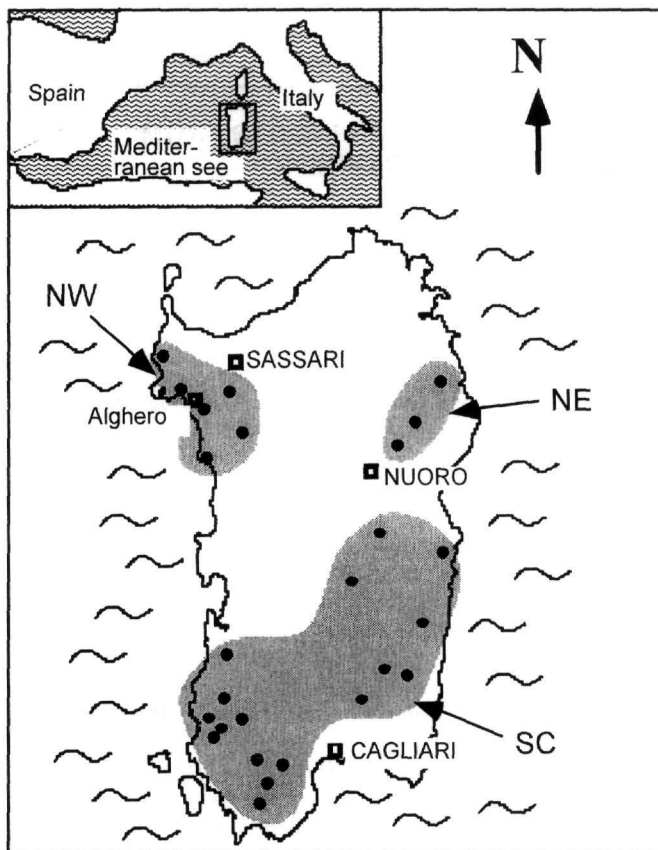 Spain
Italy
Mediter-
ranean see
N
NW
SASSARI
Alghero
NE
NUORO
SC
CAGLIARI